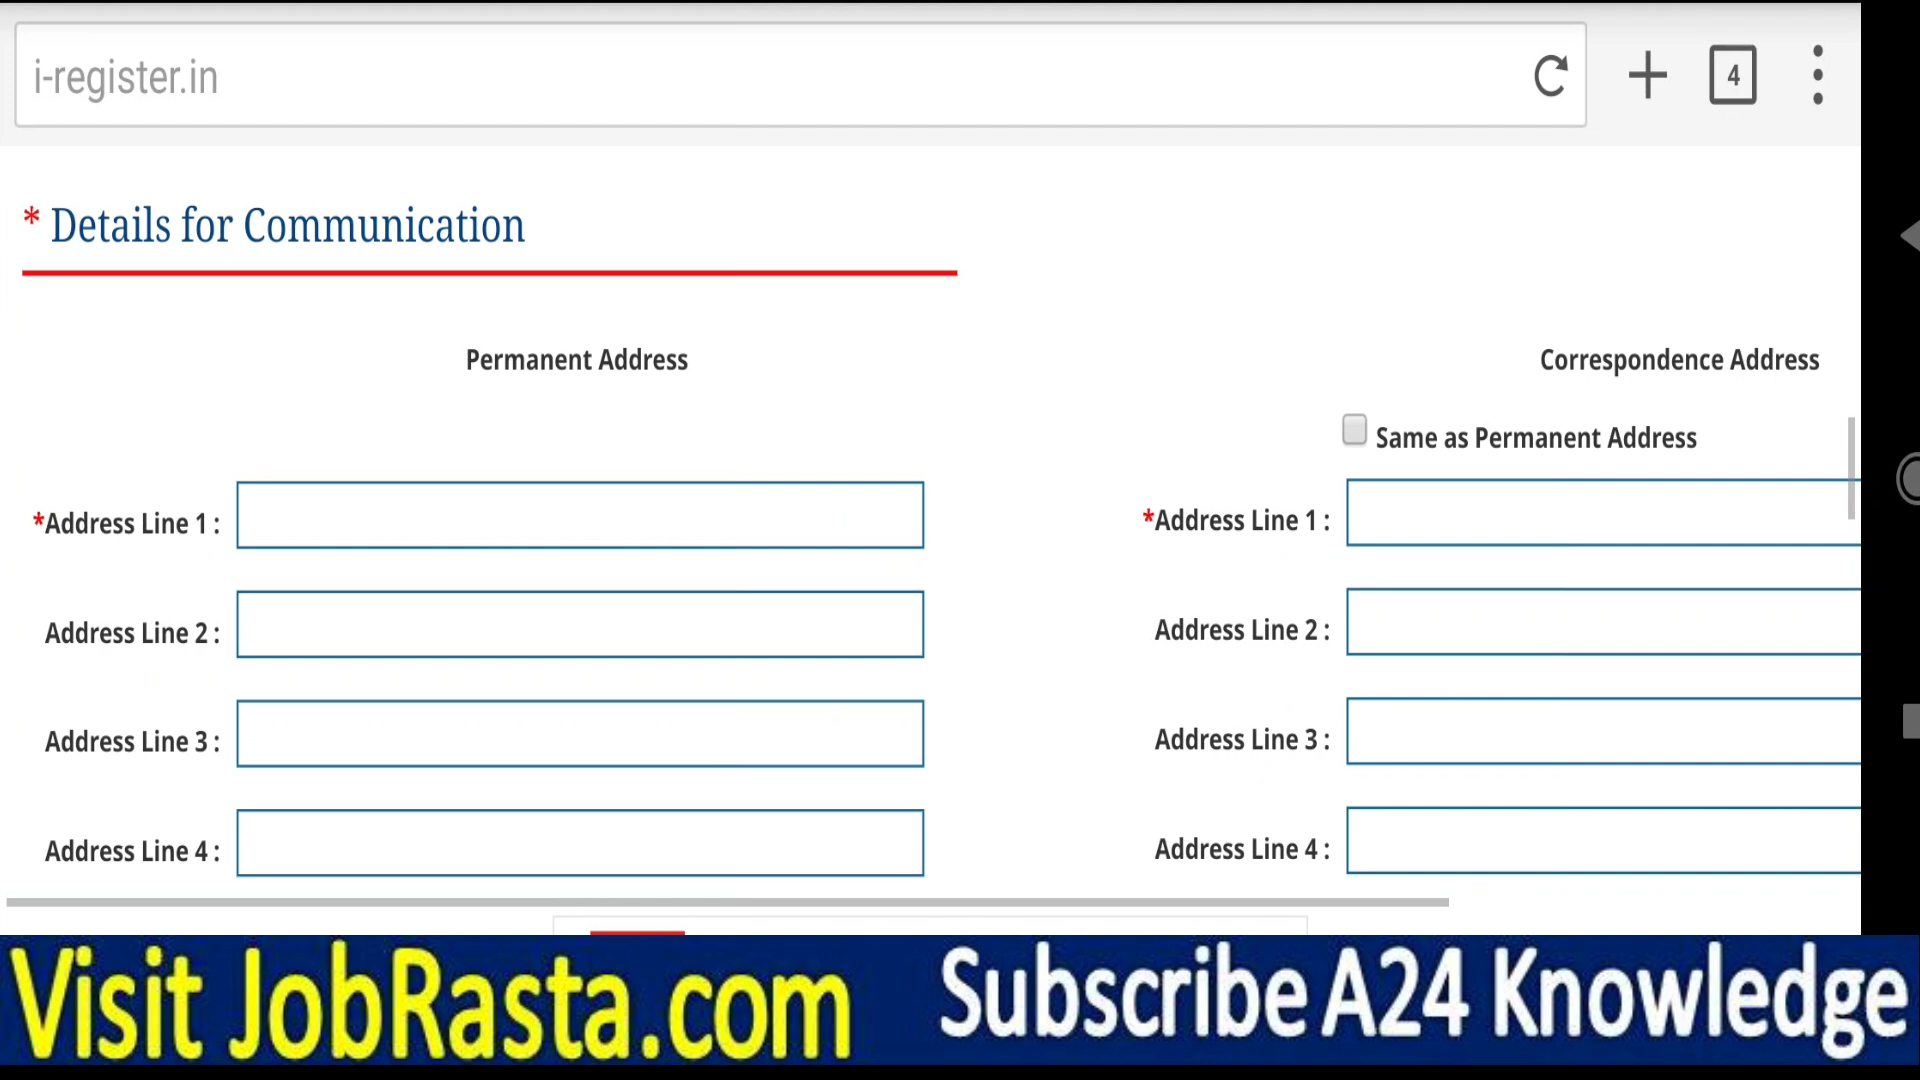 i-register.in
4
* Details for Communication
Permanent Address
Correspondence Address
Same as Permanent Address
*Address Line 1 :
*Address Line 1 :
Address Line 2 :
Address Line 2 :
Address Line 3 :
Address Line 3 :
Address Line 4 :
Address Line 4 :
Visit JobRasta.com
Subscribe A24 Knowledge